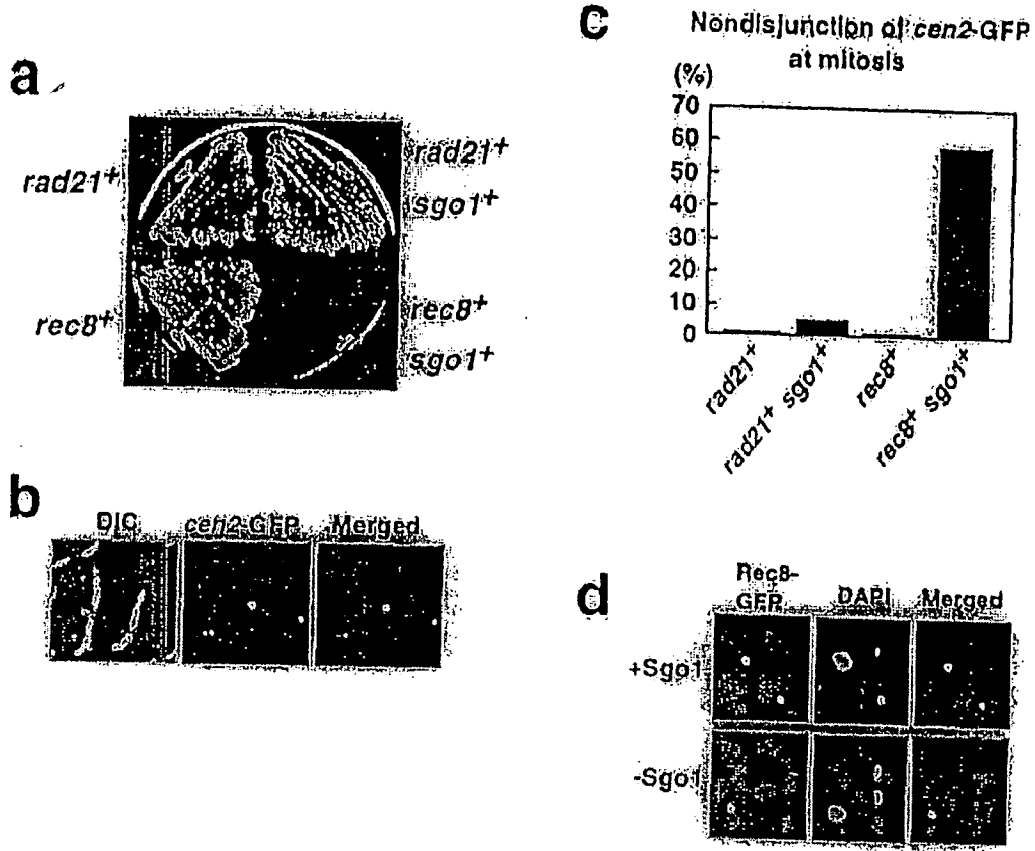 a
rad21+
rad21+
sgo1+
rec8+
rec8+
sgo1+
b
DIC
cen2-GFP
Merged
c
Nondisjunction of cen2-GFP
at mitosis
(%)
70
60
50
40
30
20
10
0
rad21+
rad21+ sgo1+
rec8+
rec8+ sgo1+
d
Rec8-
GFP
DAPI
Merged
+Sgo1
-Sgo1